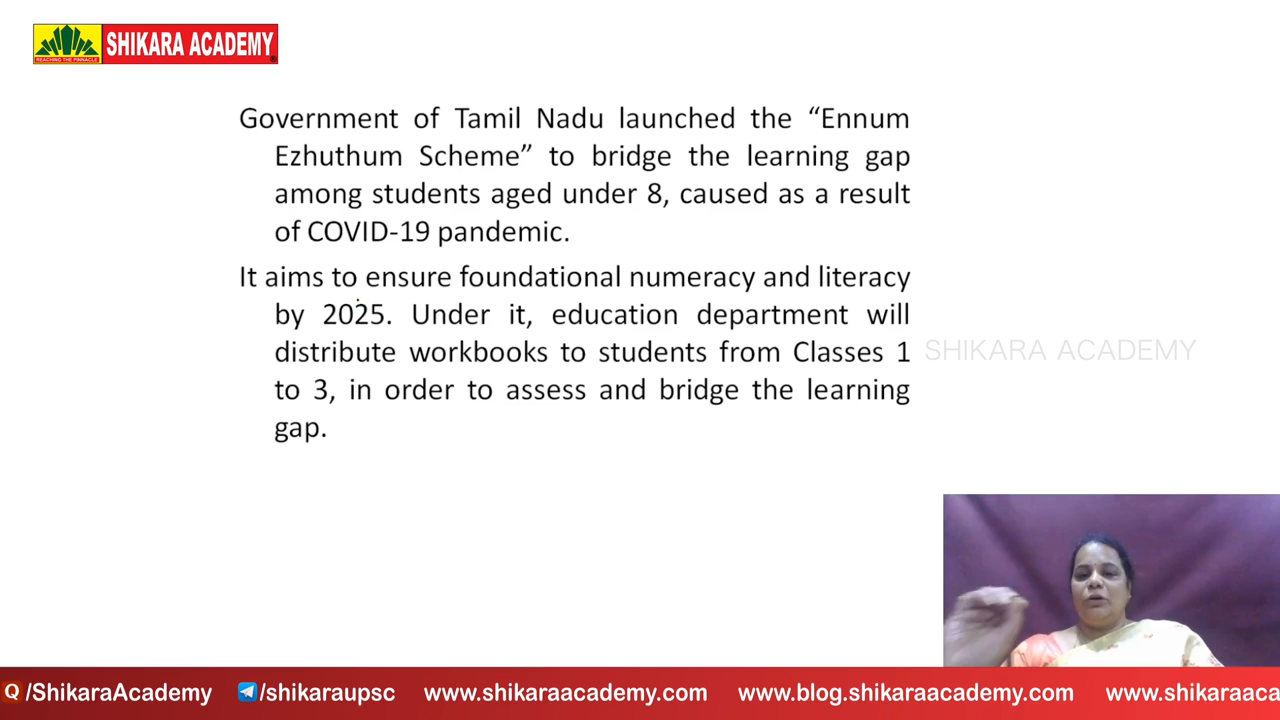 SHIKARA ACADEMY
REACHING THE PINNACLE
Government of Tamil Nadu launched the “Ennum
Ezhuthum Scheme” to bridge the learning gap
among students aged under 8, caused as a result
of COVID-19 pandemic.
It aims to ensure foundational numeracy and literacy
by 2025. Under it, education department will
distribute workbooks to students from Classes 1
to 3, in order to assess and bridge the learning
gap.
SHIKARA ACADEMY
Q /ShikaraAcademy /shikaraupsc www.shikaraacademy.com www.blog.shikaraacademy.com www.shikaraaca